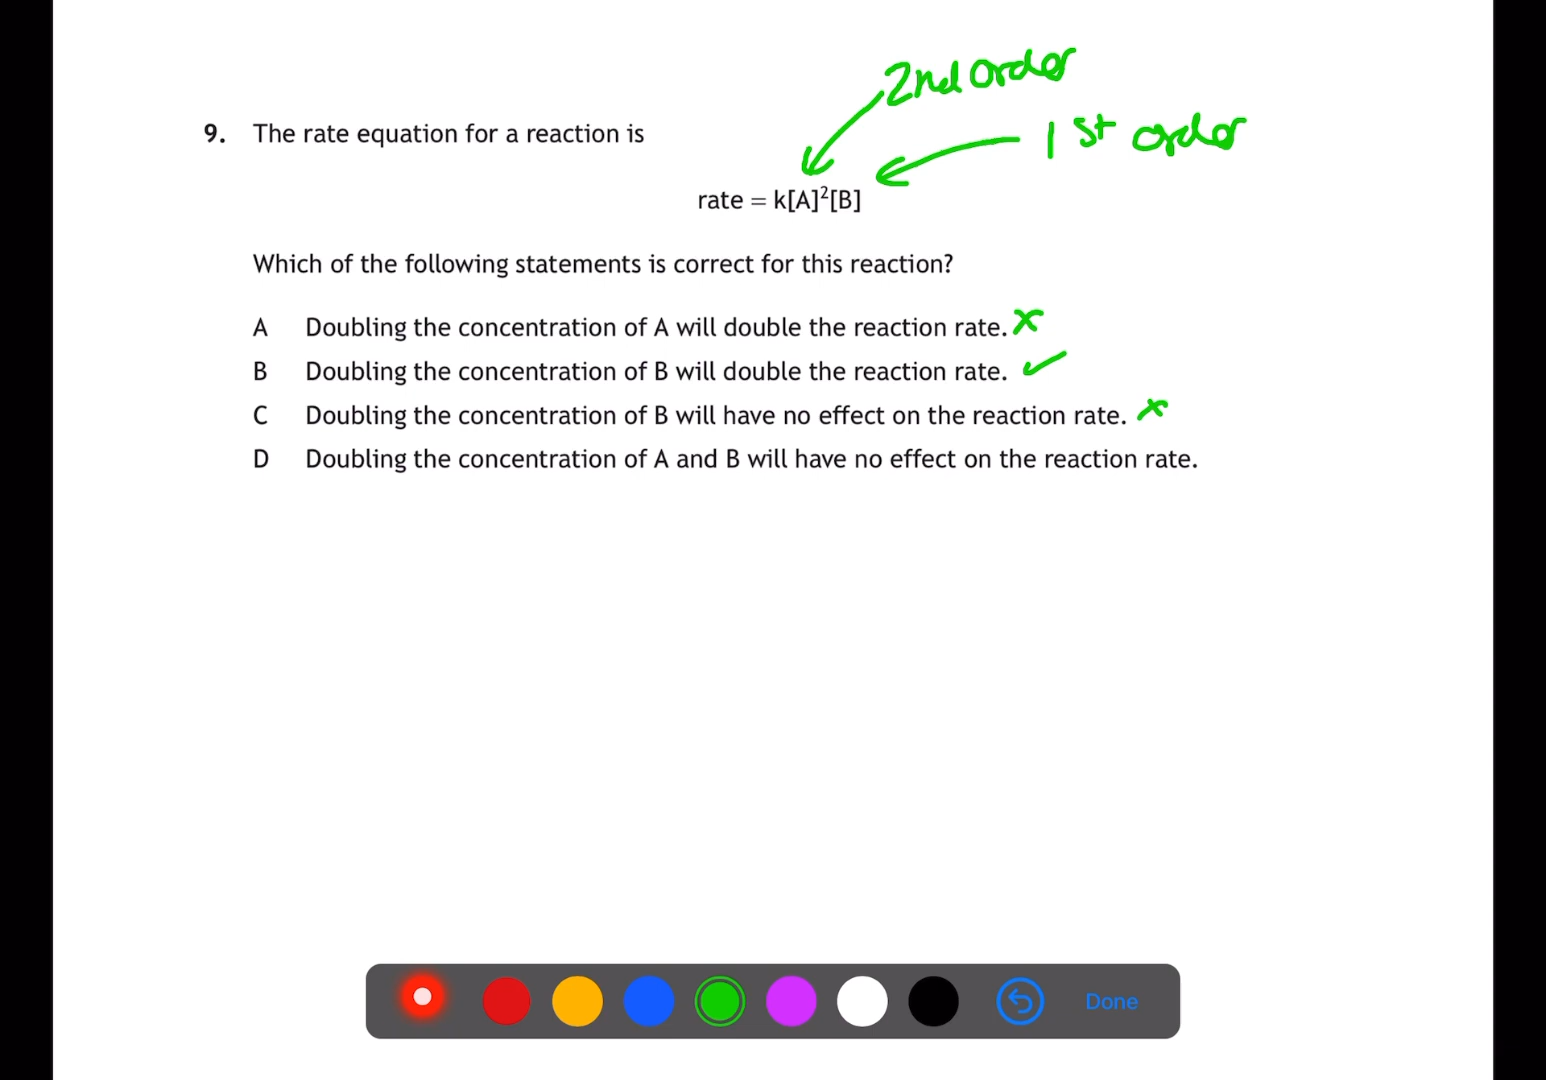 2nd order
9. The rate equation for a reaction is
1st order
rate = k[A]²[B]
Which of the following statements is correct for this reaction?
A Doubling the concentration of A will double the reaction rate. ×
B Doubling the concentration of B will double the reaction rate. ✓
C Doubling the concentration of B will have no effect on the reaction rate. ×
D Doubling the concentration of A and B will have no effect on the reaction rate.
Done